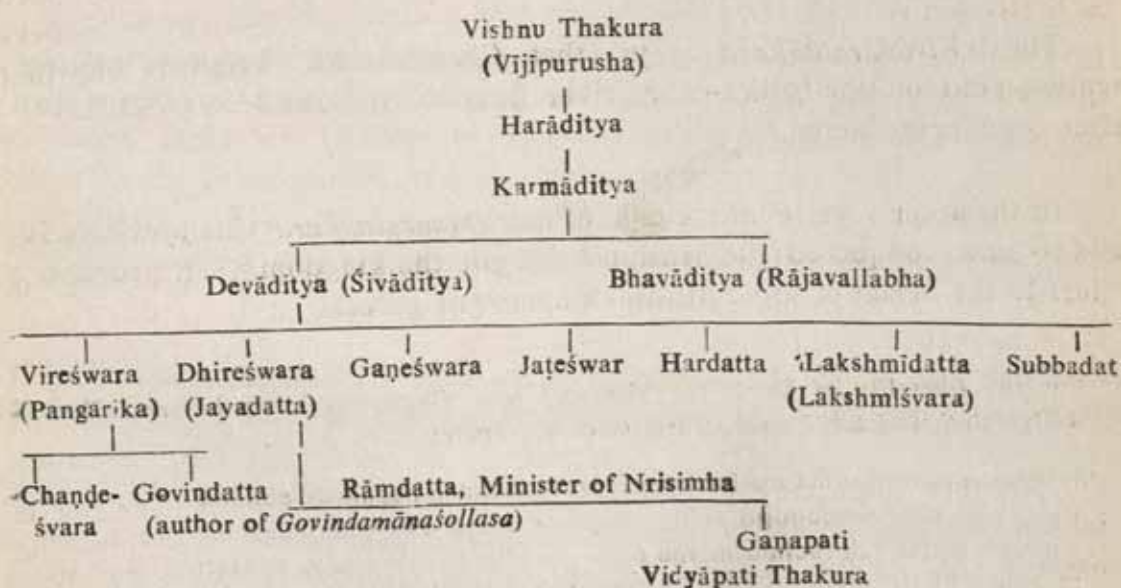 Vishnu Thakura
(Vijipurusha)
Harāditya
Karmāditya
Devāditya (Śivāditya) Bhavāditya (Rājavallabha)
Vireśwara Dhireśwara Gaṇeśwara Jaṭeśwar Hardatta Lakshmīdatta Subbadat
(Pangarika) (Jayadatta) (Lakshmīśvara)
Chaṇḍe- Govindatta Rāmdatta, Minister of Nrisimha
śvara (author of Govindamānaśollasa)
Gaṇapati
Vidyāpati Thakura